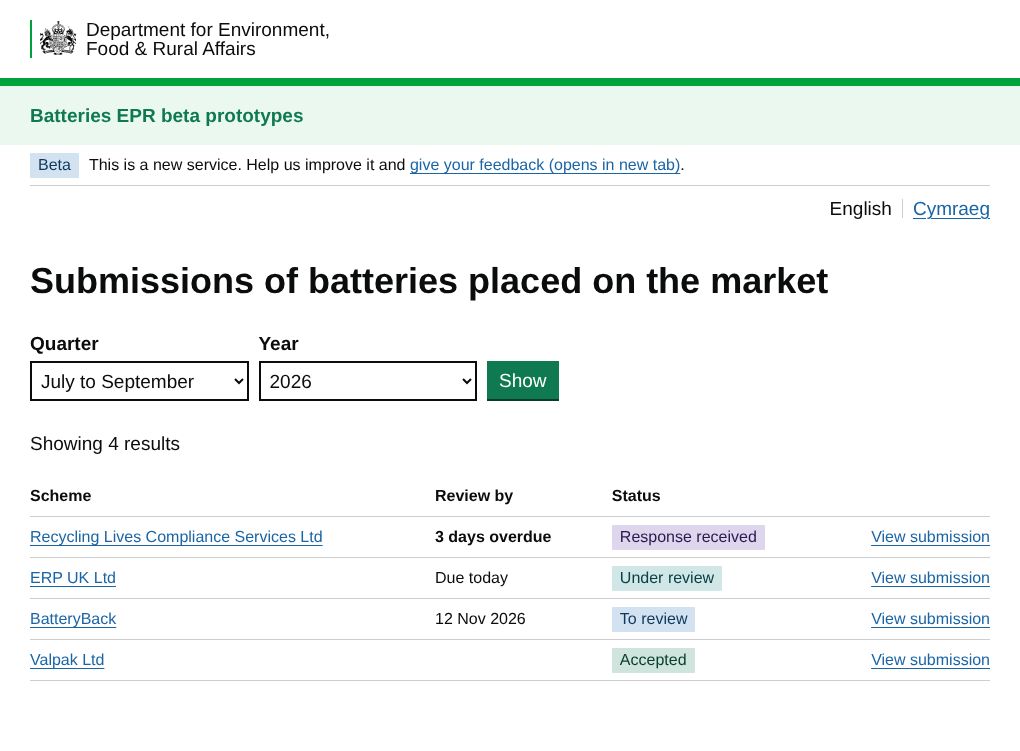 Department for Environment,
Food & Rural Affairs
Batteries EPR beta prototypes
Beta This is a new service. Help us improve it and give your feedback (opens in new tab).
English Cymraeg
Submissions of batteries placed on the market
Quarter Year
July to September 2026 Show
Showing 4 results
Scheme Review by Status
Recycling Lives Compliance Services Ltd 3 days overdue Response received View submission
ERP UK Ltd Due today Under review View submission
BatteryBack 12 Nov 2026 To review View submission
Valpak Ltd Accepted View submission